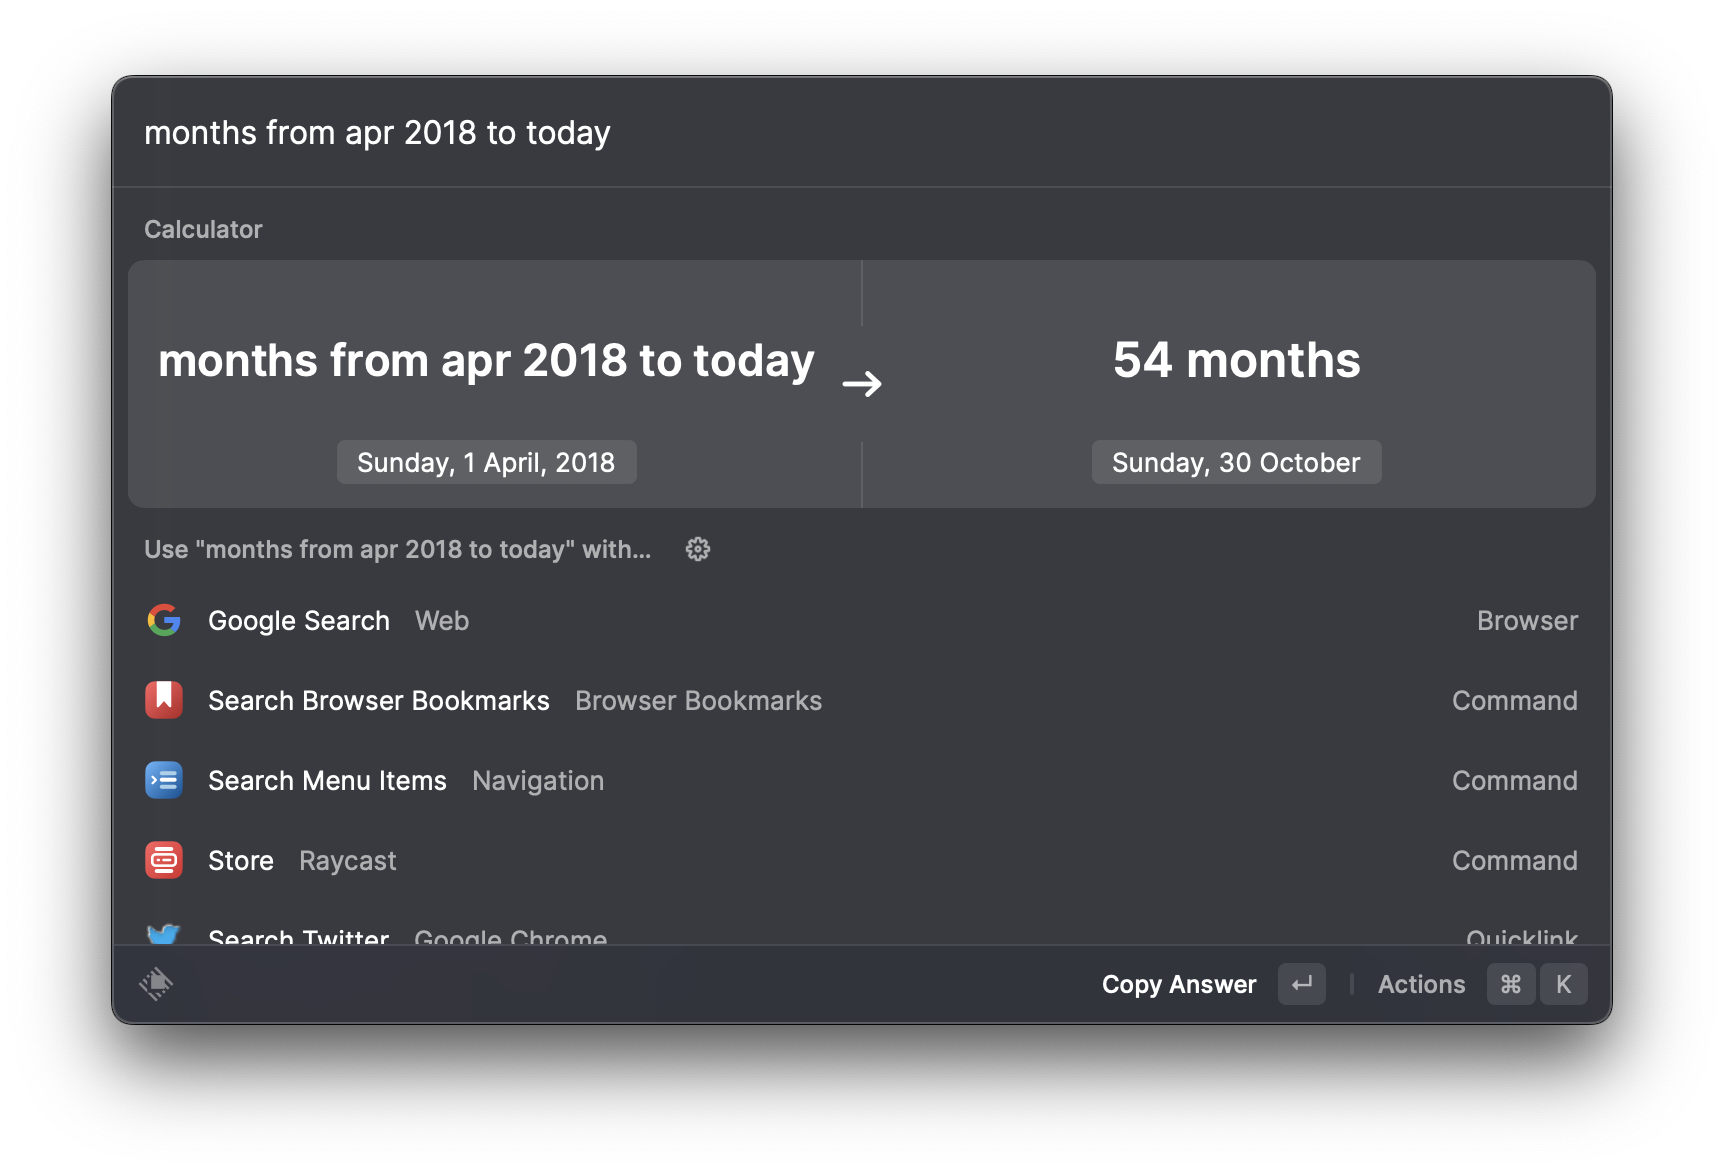 months from apr 2018 to today
Calculator
months from apr 2018 to today → 54 months
Sunday, 1 April, 2018 Sunday, 30 October
Use "months from apr 2018 to today" with...
Google Search Web Browser
Search Browser Bookmarks Browser Bookmarks Command
Search Menu Items Navigation Command
Store Raycast Command
Search Twitter Google Chrome Quicklink
Copy Answer ↵ Actions ⌘ K